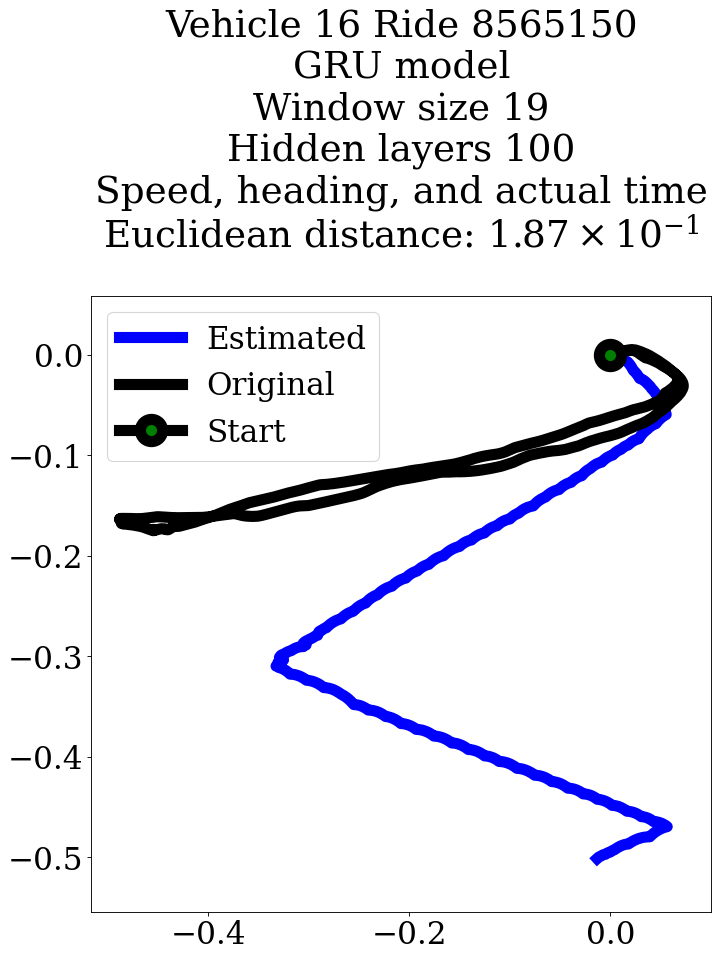 Vehicle 16 Ride 8565150
GRU model
Window size 19
Hidden layers 100
Speed, heading, and actual time
Euclidean distance: 1.87 × 10⁻¹
Estimated
Original
Start
0.0
−0.1
−0.2
−0.3
−0.4
−0.5
−0.4 −0.2 0.0